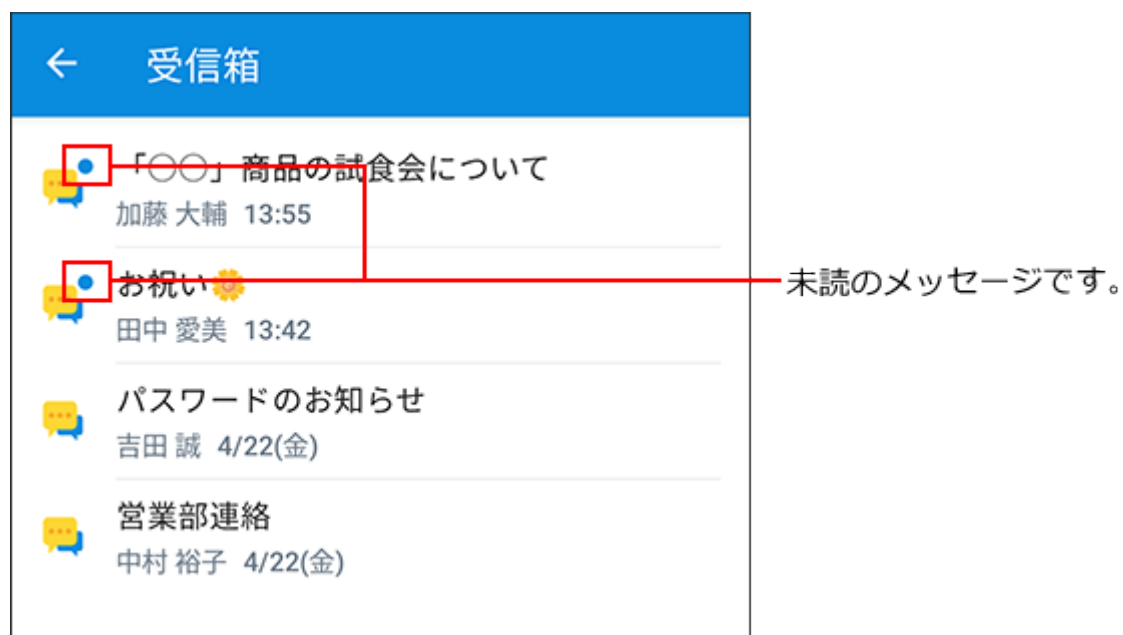 受信箱
「○○」商品の試食会について
加藤 大輔 13:55
お祝い🌼
田中 愛美 13:42
未読のメッセージです。
パスワードのお知らせ
吉田 誠 4/22(金)
営業部連絡
中村 裕子 4/22(金)